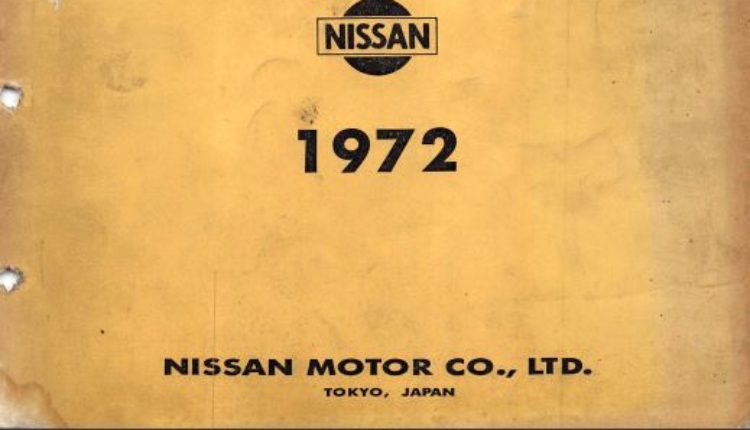 NISSAN
1972
NISSAN MOTOR CO., LTD.
TOKYO, JAPAN